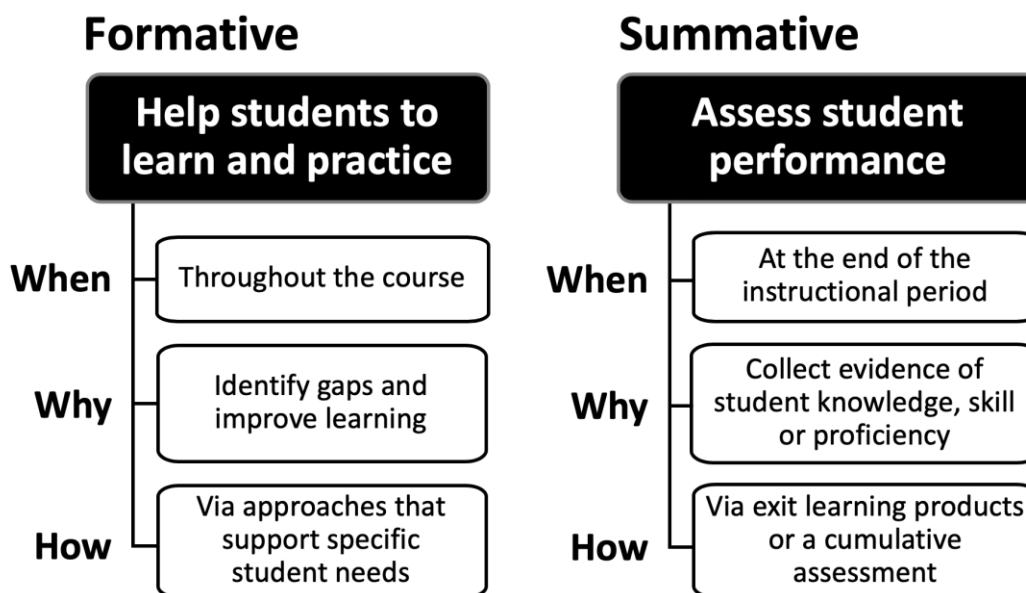 Formative
Help students to
learn and practice
When
Throughout the course
Why
Identify gaps and
improve learning
How
Via approaches that
support specific
student needs
Summative
Assess student
performance
When
At the end of the
instructional period
Why
Collect evidence of
student knowledge, skill
or proficiency
How
Via exit learning products
or a cumulative
assessment